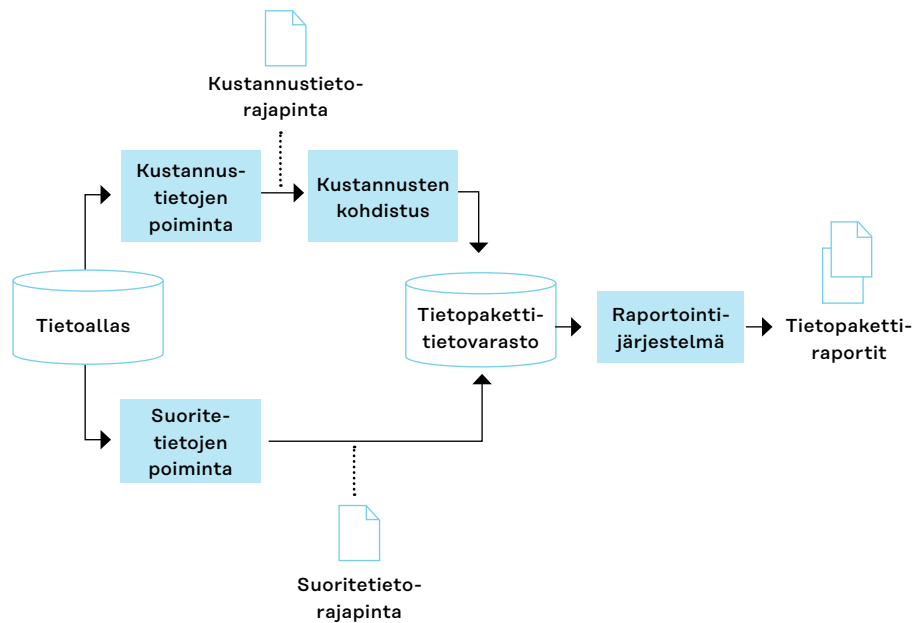 Kustannustieto-
rajapinta
Kustannus-
tietojen
poiminta
Kustannusten
kohdistus
Tietoallas
Tietopaketti-
tietovarasto
Raportointi-
järjestelmä
Tietopaketti-
raportit
Suorite-
tietojen
poiminta
Suoritetieto-
rajapinta